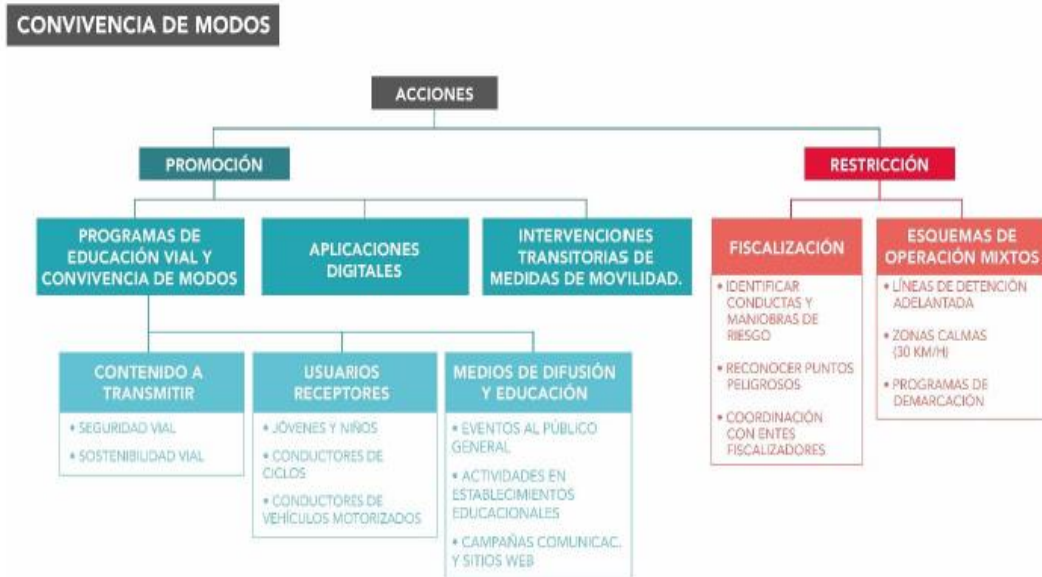 CONVIVENCIA DE MODOS
ACCIONES
PROMOCIÓN
RESTRICCIÓN
PROGRAMAS DE
EDUCACIÓN VIAL Y
CONVIVENCIA DE MODOS
APLICACIONES
DIGITALES
INTERVENCIONES
TRANSITORIAS DE
MEDIDAS DE MOVILIDAD.
FISCALIZACIÓN
• IDENTIFICAR
CONDUCTAS Y
MANIOBRAS DE
RIESGO
• RECONOCER PUNTOS
PELIGROSOS
• COORDINACIÓN
CON ENTES
FISCALIZADORES
ESQUEMAS DE
OPERACIÓN MIXTOS
• LÍNEAS DE DETENCIÓN
ADELANTADA
• ZONAS CALMAS
(30 KM/H)
• PROGRAMAS DE
DEMARCACIÓN
CONTENIDO A
TRANSMITIR
• SEGURIDAD VIAL
• SOSTENIBILIDAD VIAL
USUARIOS
RECEPTORES
• JÓVENES Y NIÑOS
• CONDUCTORES DE
CICLOS
• CONDUCTORES DE
VEHÍCULOS MOTORIZADOS
MEDIOS DE DIFUSIÓN
Y EDUCACIÓN
• EVENTOS AL PÚBLICO
GENERAL
• ACTIVIDADES EN
ESTABLECIMIENTOS
EDUCACIONALES
• CAMPAÑAS COMUNICAC.
Y SITIOS WEB